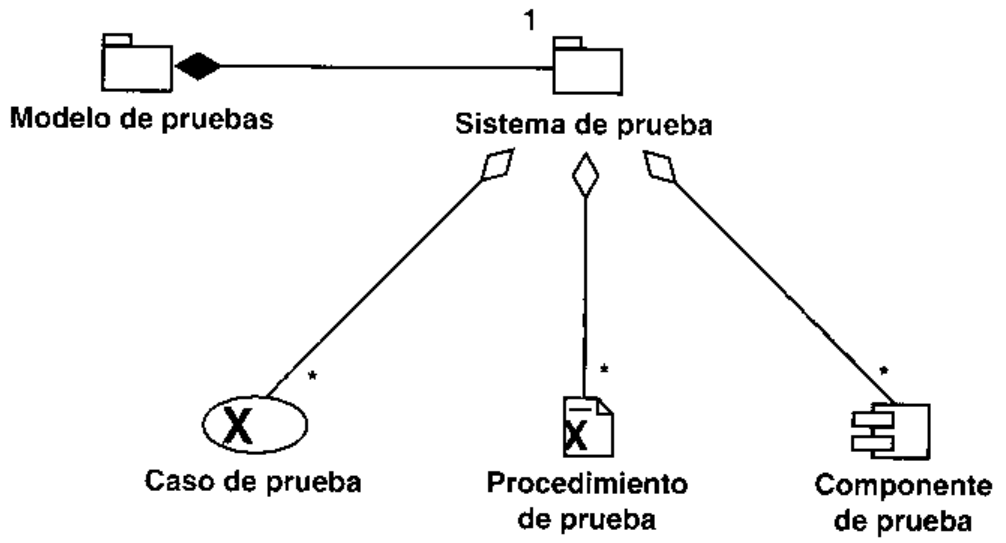 1
Modelo de pruebas
Sistema de prueba
*
*
*
X
X
Caso de prueba
Procedimiento
de prueba
Componente
de prueba